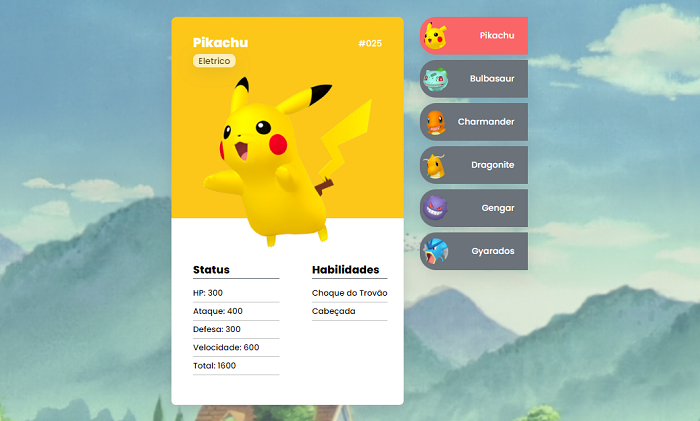 Pikachu
#025
Eletrico
Status
HP: 300
Ataque: 400
Defesa: 300
Velocidade: 600
Total: 1600
Habilidades
Choque do Trovão
Cabeçada
Pikachu
Bulbasaur
Charmander
Dragonite
Gengar
Gyarados